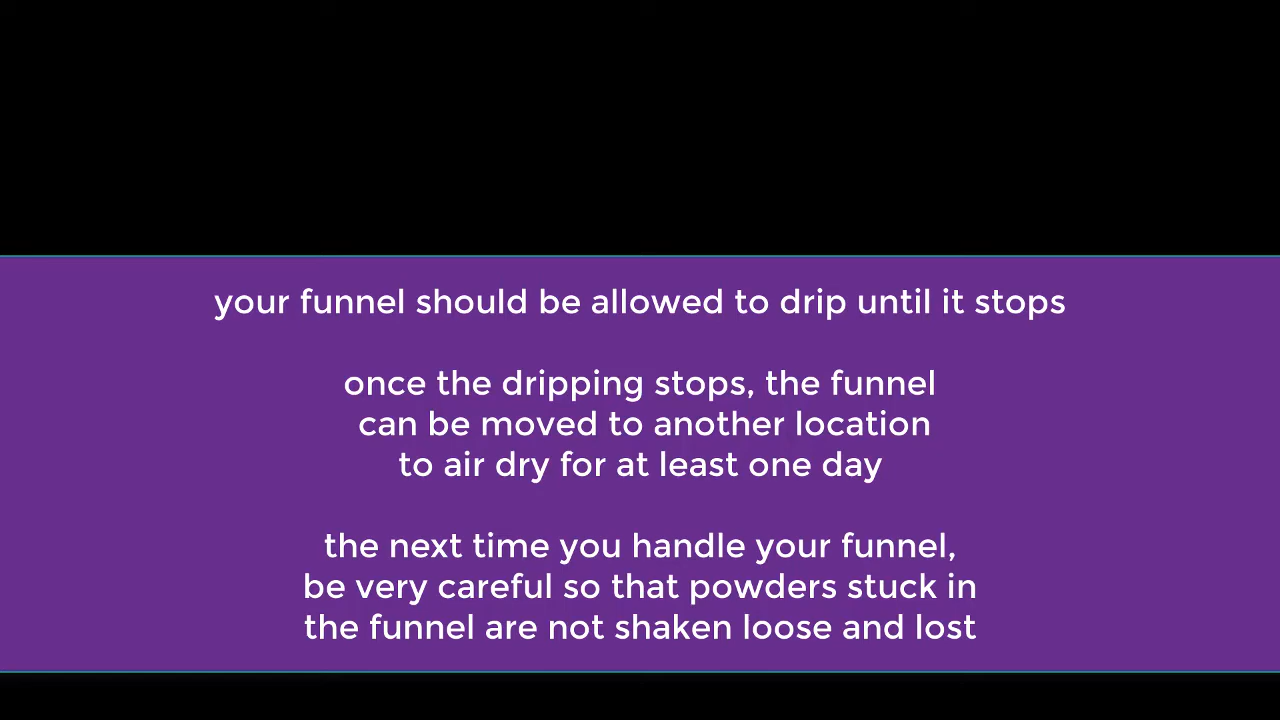 your funnel should be allowed to drip until it stops
once the dripping stops, the funnel
can be moved to another location
to air dry for at least one day
the next time you handle your funnel,
be very careful so that powders stuck in
the funnel are not shaken loose and lost